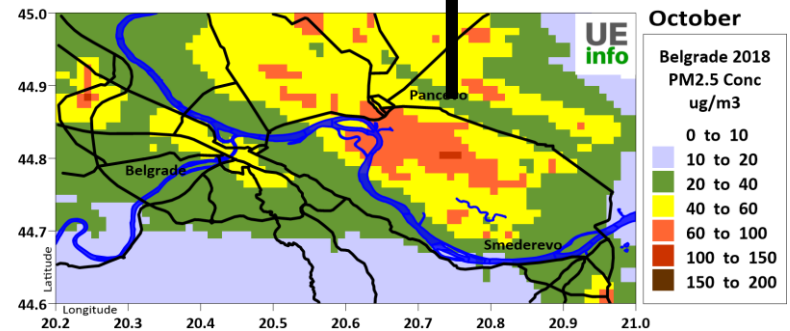 October
45.0
44.9
44.8
44.7
44.6
Latitude
UE
info
Pancevo
Belgrade
Smederevo
Longitude
20.2 20.3 20.4 20.5 20.6 20.7 20.8 20.9 21.0
Belgrade 2018
PM2.5 Conc
ug/m3
0 to 10
10 to 20
20 to 40
40 to 60
60 to 100
100 to 150
150 to 200